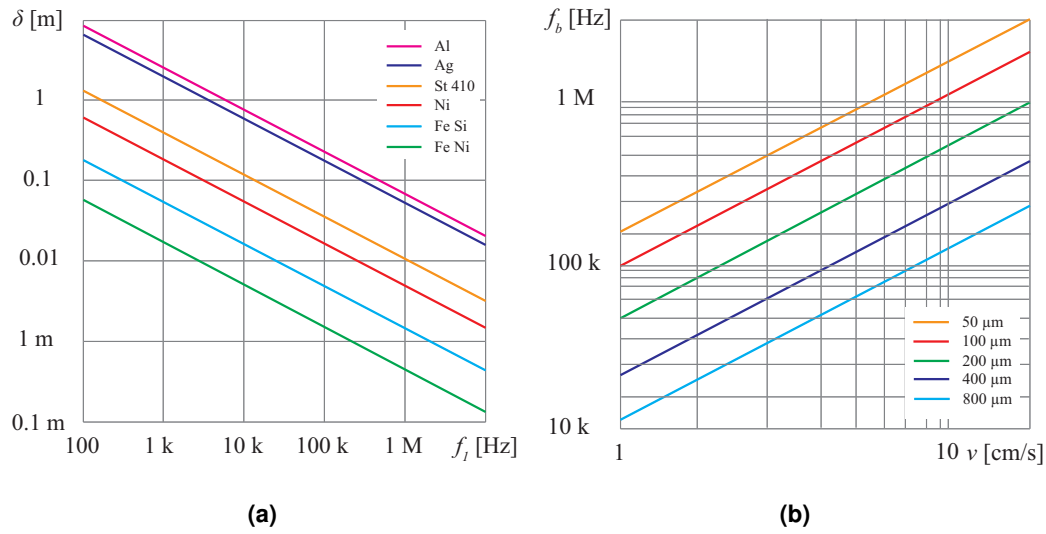 δ [m]
1
0.1
0.01
1 m
0.1 m
100 1 k 10 k 100 k 1 M f₁ [Hz]
Al
Ag
St 410
Ni
Fe Si
Fe Ni
(a)
f_b [Hz]
1 M
100 k
10 k
1 10 v [cm/s]
50 µm
100 µm
200 µm
400 µm
800 µm
(b)